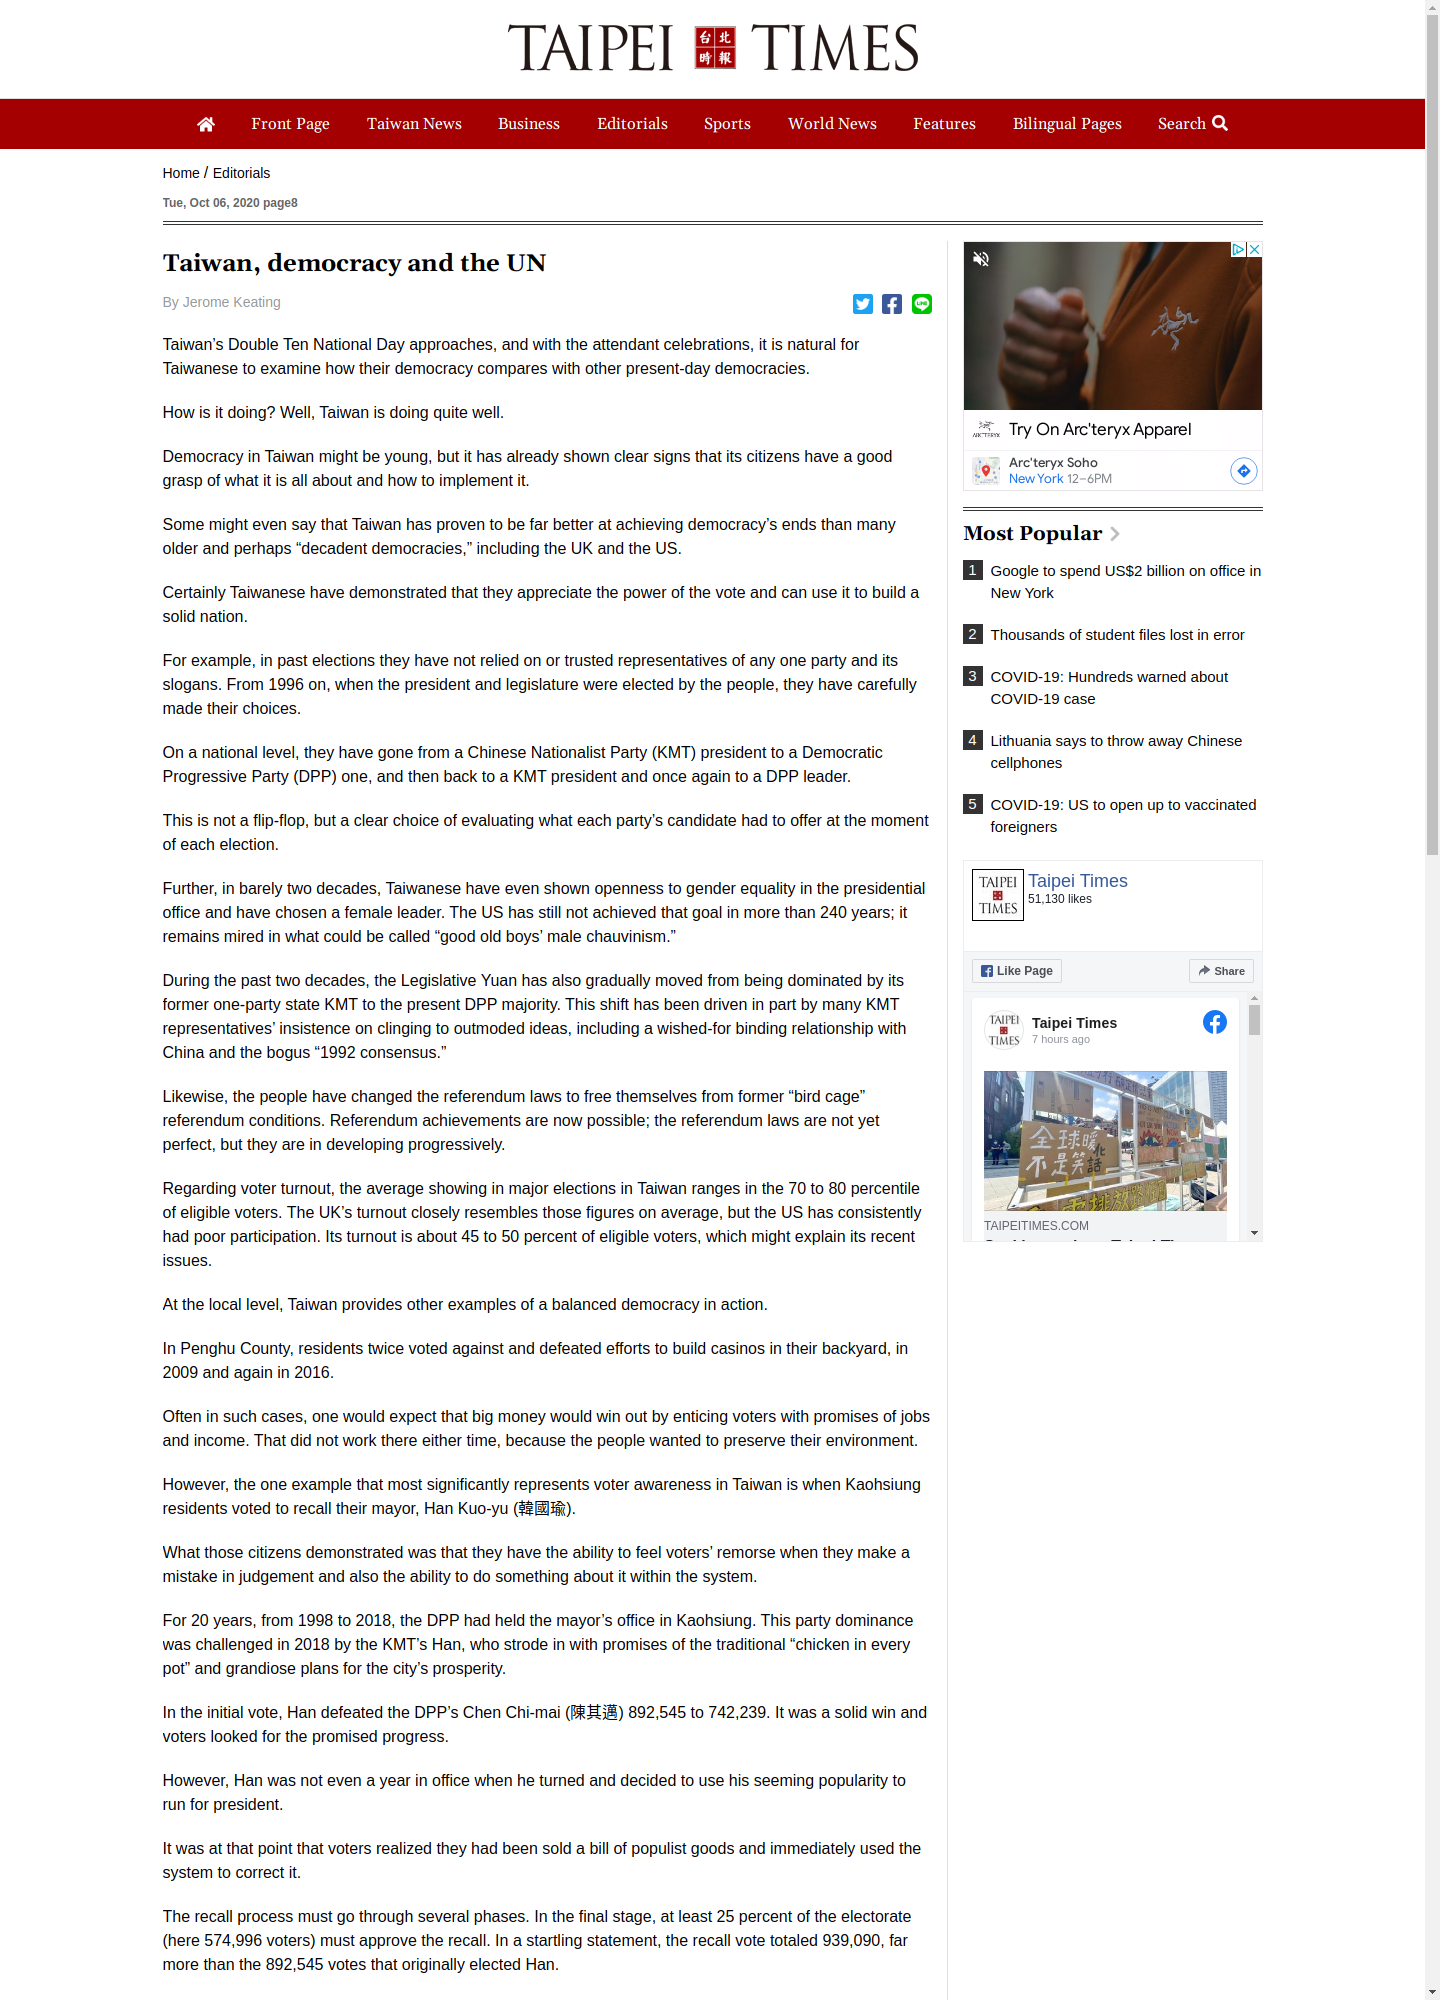 TAIPEI 台北時報 TIMES
Front Page Taiwan News Business Editorials Sports World News Features Bilingual Pages Search
Home / Editorials
Tue, Oct 06, 2020 page8
Taiwan, democracy and the UN
By Jerome Keating
Taiwan’s Double Ten National Day approaches, and with the attendant celebrations, it is natural for
Taiwanese to examine how their democracy compares with other present-day democracies.
How is it doing? Well, Taiwan is doing quite well.
Democracy in Taiwan might be young, but it has already shown clear signs that its citizens have a good
grasp of what it is all about and how to implement it.
Some might even say that Taiwan has proven to be far better at achieving democracy’s ends than many
older and perhaps “decadent democracies,” including the UK and the US.
Certainly Taiwanese have demonstrated that they appreciate the power of the vote and can use it to build a
solid nation.
For example, in past elections they have not relied on or trusted representatives of any one party and its
slogans. From 1996 on, when the president and legislature were elected by the people, they have carefully
made their choices.
On a national level, they have gone from a Chinese Nationalist Party (KMT) president to a Democratic
Progressive Party (DPP) one, and then back to a KMT president and once again to a DPP leader.
This is not a flip-flop, but a clear choice of evaluating what each party’s candidate had to offer at the moment
of each election.
Further, in barely two decades, Taiwanese have even shown openness to gender equality in the presidential
office and have chosen a female leader. The US has still not achieved that goal in more than 240 years; it
remains mired in what could be called “good old boys’ male chauvinism.”
During the past two decades, the Legislative Yuan has also gradually moved from being dominated by its
former one-party state KMT to the present DPP majority. This shift has been driven in part by many KMT
representatives’ insistence on clinging to outmoded ideas, including a wished-for binding relationship with
China and the bogus “1992 consensus.”
Likewise, the people have changed the referendum laws to free themselves from former “bird cage”
referendum conditions. Referendum achievements are now possible; the referendum laws are not yet
perfect, but they are in developing progressively.
Regarding voter turnout, the average showing in major elections in Taiwan ranges in the 70 to 80 percentile
of eligible voters. The UK’s turnout closely resembles those figures on average, but the US has consistently
had poor participation. Its turnout is about 45 to 50 percent of eligible voters, which might explain its recent
issues.
At the local level, Taiwan provides other examples of a balanced democracy in action.
In Penghu County, residents twice voted against and defeated efforts to build casinos in their backyard, in
2009 and again in 2016.
Often in such cases, one would expect that big money would win out by enticing voters with promises of jobs
and income. That did not work there either time, because the people wanted to preserve their environment.
However, the one example that most significantly represents voter awareness in Taiwan is when Kaohsiung
residents voted to recall their mayor, Han Kuo-yu (韓國瑜).
What those citizens demonstrated was that they have the ability to feel voters’ remorse when they make a
mistake in judgement and also the ability to do something about it within the system.
For 20 years, from 1998 to 2018, the DPP had held the mayor’s office in Kaohsiung. This party dominance
was challenged in 2018 by the KMT’s Han, who strode in with promises of the traditional “chicken in every
pot” and grandiose plans for the city’s prosperity.
In the initial vote, Han defeated the DPP’s Chen Chi-mai (陳其邁) 892,545 to 742,239. It was a solid win and
voters looked for the promised progress.
However, Han was not even a year in office when he turned and decided to use his seeming popularity to
run for president.
It was at that point that voters realized they had been sold a bill of populist goods and immediately used the
system to correct it.
The recall process must go through several phases. In the final stage, at least 25 percent of the electorate
(here 574,996 voters) must approve the recall. In a startling statement, the recall vote totaled 939,090, far
more than the 892,545 votes that originally elected Han.
ARC'TERYX
Try On Arc'teryx Apparel
Arc'teryx Soho
New York 12–6PM
Most Popular
1 Google to spend US$2 billion on office in
New York
2 Thousands of student files lost in error
3 COVID-19: Hundreds warned about
COVID-19 case
4 Lithuania says to throw away Chinese
cellphones
5 COVID-19: US to open up to vaccinated
foreigners
TAIPEI
TIMES
Taipei Times
51,130 likes
Like Page
Share
TAIPEI
TIMES
Taipei Times
7 hours ago
全球暖化
不是笑話
TAIPEITIMES.COM